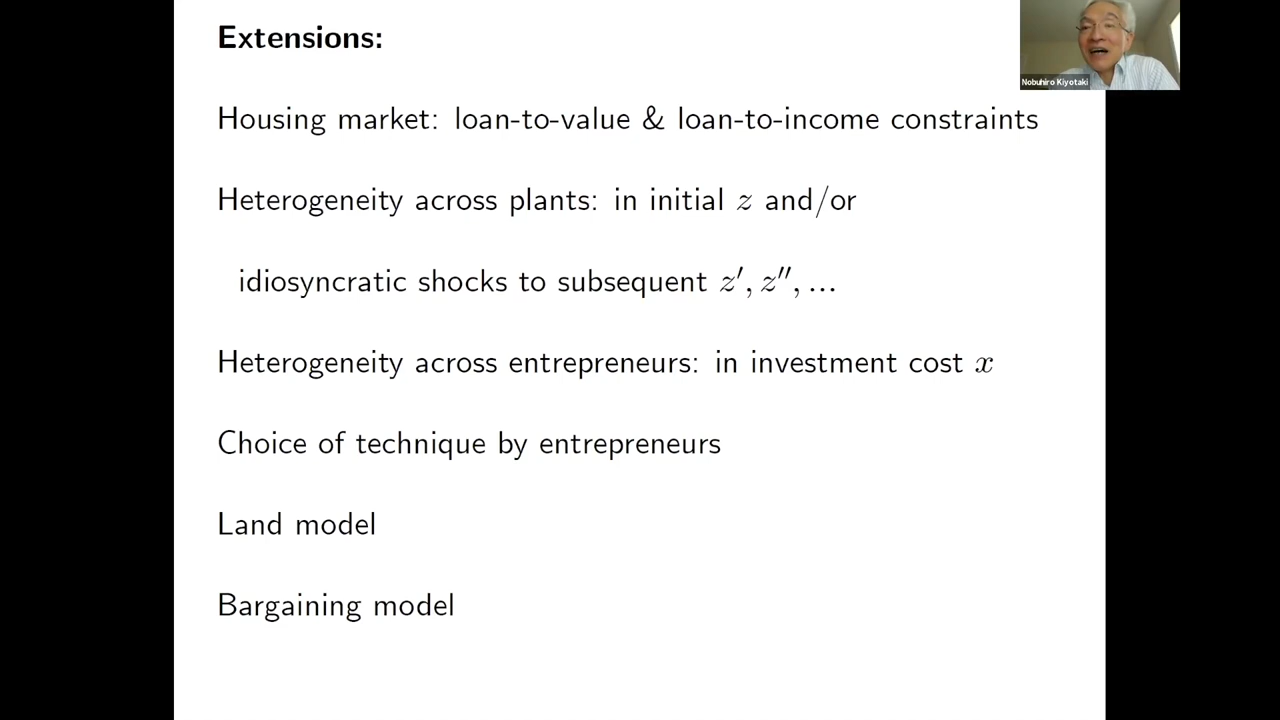 Extensions:
Nobuhiro Kiyotaki
Housing market: loan-to-value & loan-to-income constraints
Heterogeneity across plants: in initial z and/or
idiosyncratic shocks to subsequent z′, z″, ...
Heterogeneity across entrepreneurs: in investment cost x
Choice of technique by entrepreneurs
Land model
Bargaining model